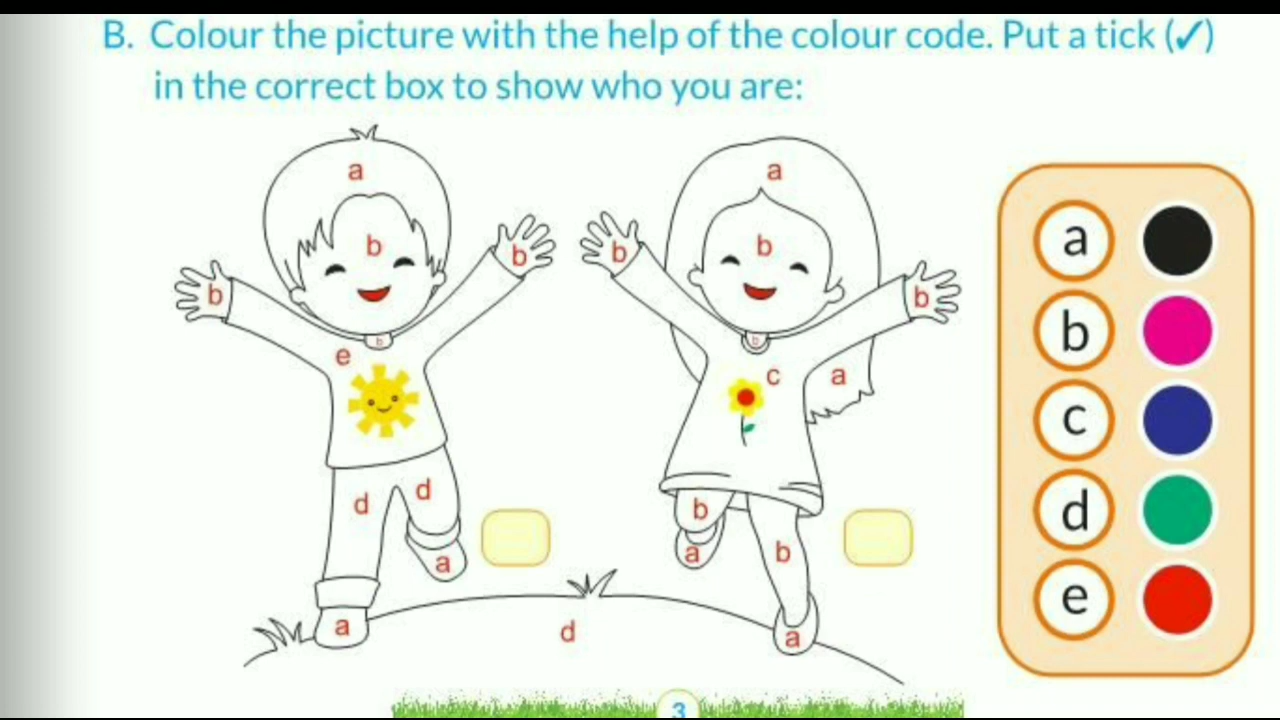 B. Colour the picture with the help of the colour code. Put a tick (✓)
in the correct box to show who you are:
a
a
b
b
b
b
b
b
b
b
e
c
a
d
d
b
a
a
b
a
d
a
a
b
c
d
e
3